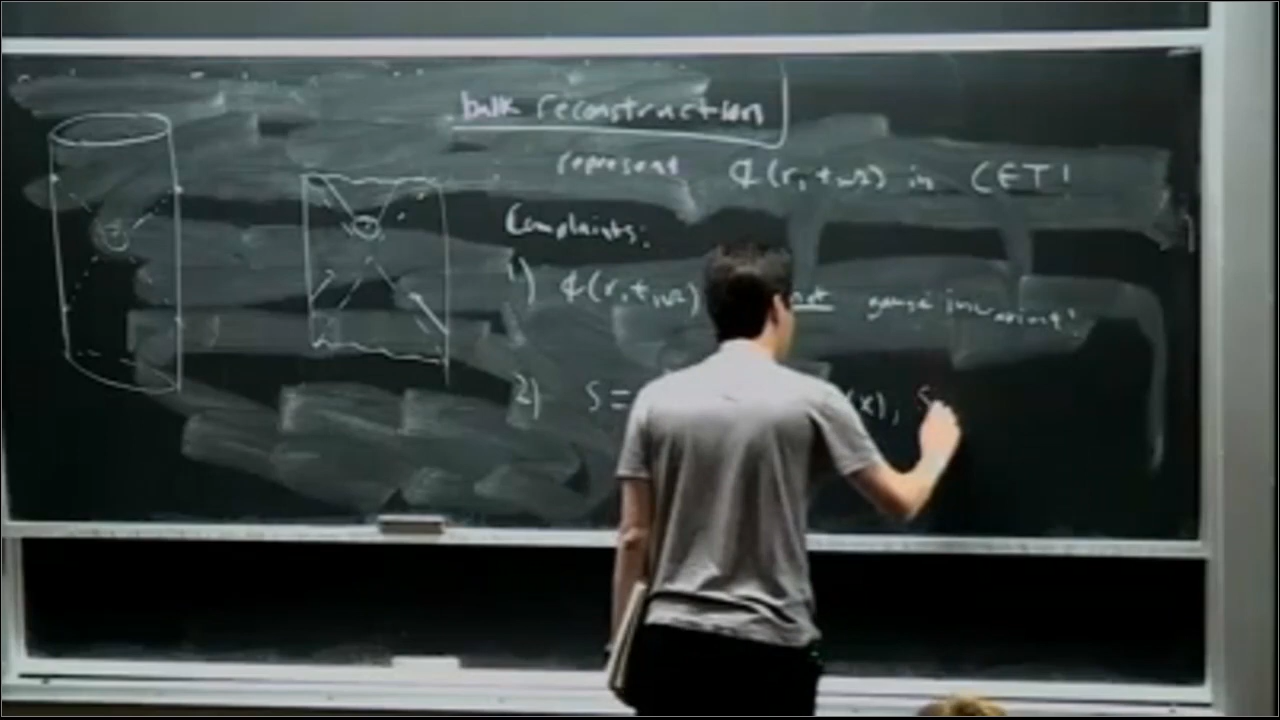 bulk reconstruction
represent φ(r,t,Ω) in CFT!
Complaints:
1) φ(r,t,Ω) not gauge invariant!
2) S = (x), S